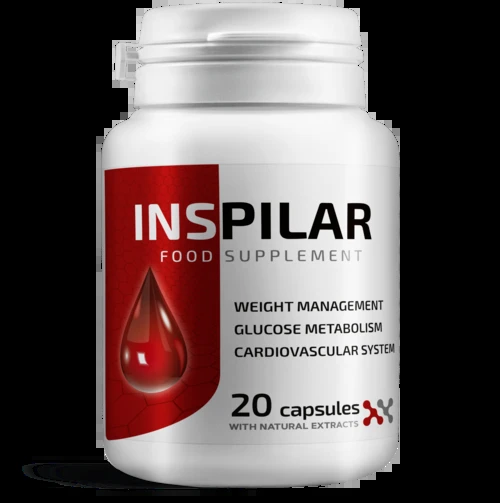 INSPILAR
FOOD SUPPLEMENT
WEIGHT MANAGEMENT
GLUCOSE METABOLISM
CARDIOVASCULAR SYSTEM
20 capsules
WITH NATURAL EXTRACTS